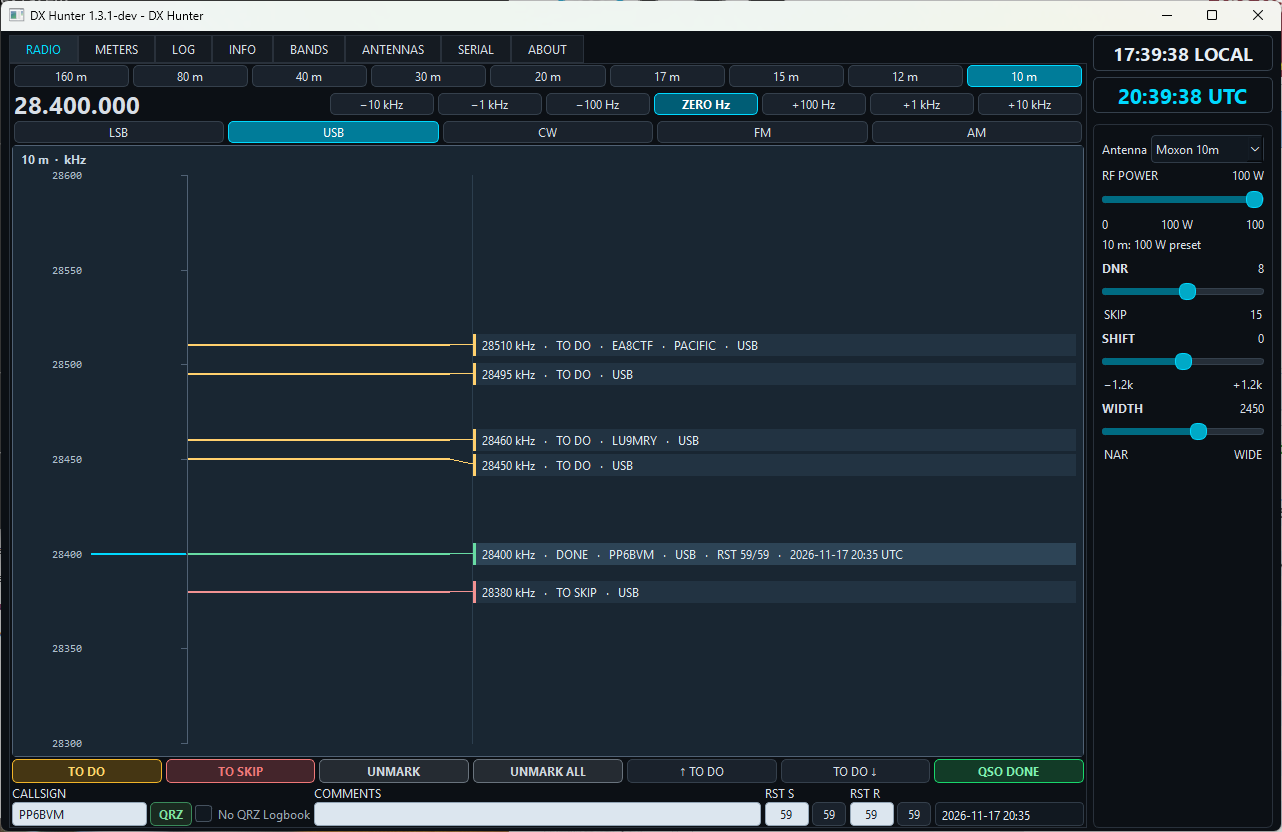 DX Hunter 1.3.1-dev - DX Hunter
RADIO METERS LOG INFO BANDS ANTENNAS SERIAL ABOUT
160 m 80 m 40 m 30 m 20 m 17 m 15 m 12 m 10 m
28.400.000 −10 kHz −1 kHz −100 Hz ZERO Hz +100 Hz +1 kHz +10 kHz
LSB USB CW FM AM
10 m · kHz
28600
28550
28510 kHz · TO DO · EA8CTF · PACIFIC · USB
28500
28495 kHz · TO DO · USB
28460 kHz · TO DO · LU9MRY · USB
28450
28450 kHz · TO DO · USB
28400
28400 kHz · DONE · PP6BVM · USB · RST 59/59 · 2026-11-17 20:35 UTC
28380 kHz · TO SKIP · USB
28350
28300
TO DO TO SKIP UNMARK UNMARK ALL ↑ TO DO TO DO ↓ QSO DONE
CALLSIGN COMMENTS RST S RST R
PP6BVM QRZ No QRZ Logbook 59 59 59 59 2026-11-17 20:35
17:39:38 LOCAL
20:39:38 UTC
Antenna Moxon 10m
RF POWER 100 W
0 100 W 100
10 m: 100 W preset
DNR 8
SKIP 15
SHIFT 0
−1.2k +1.2k
WIDTH 2450
NAR WIDE